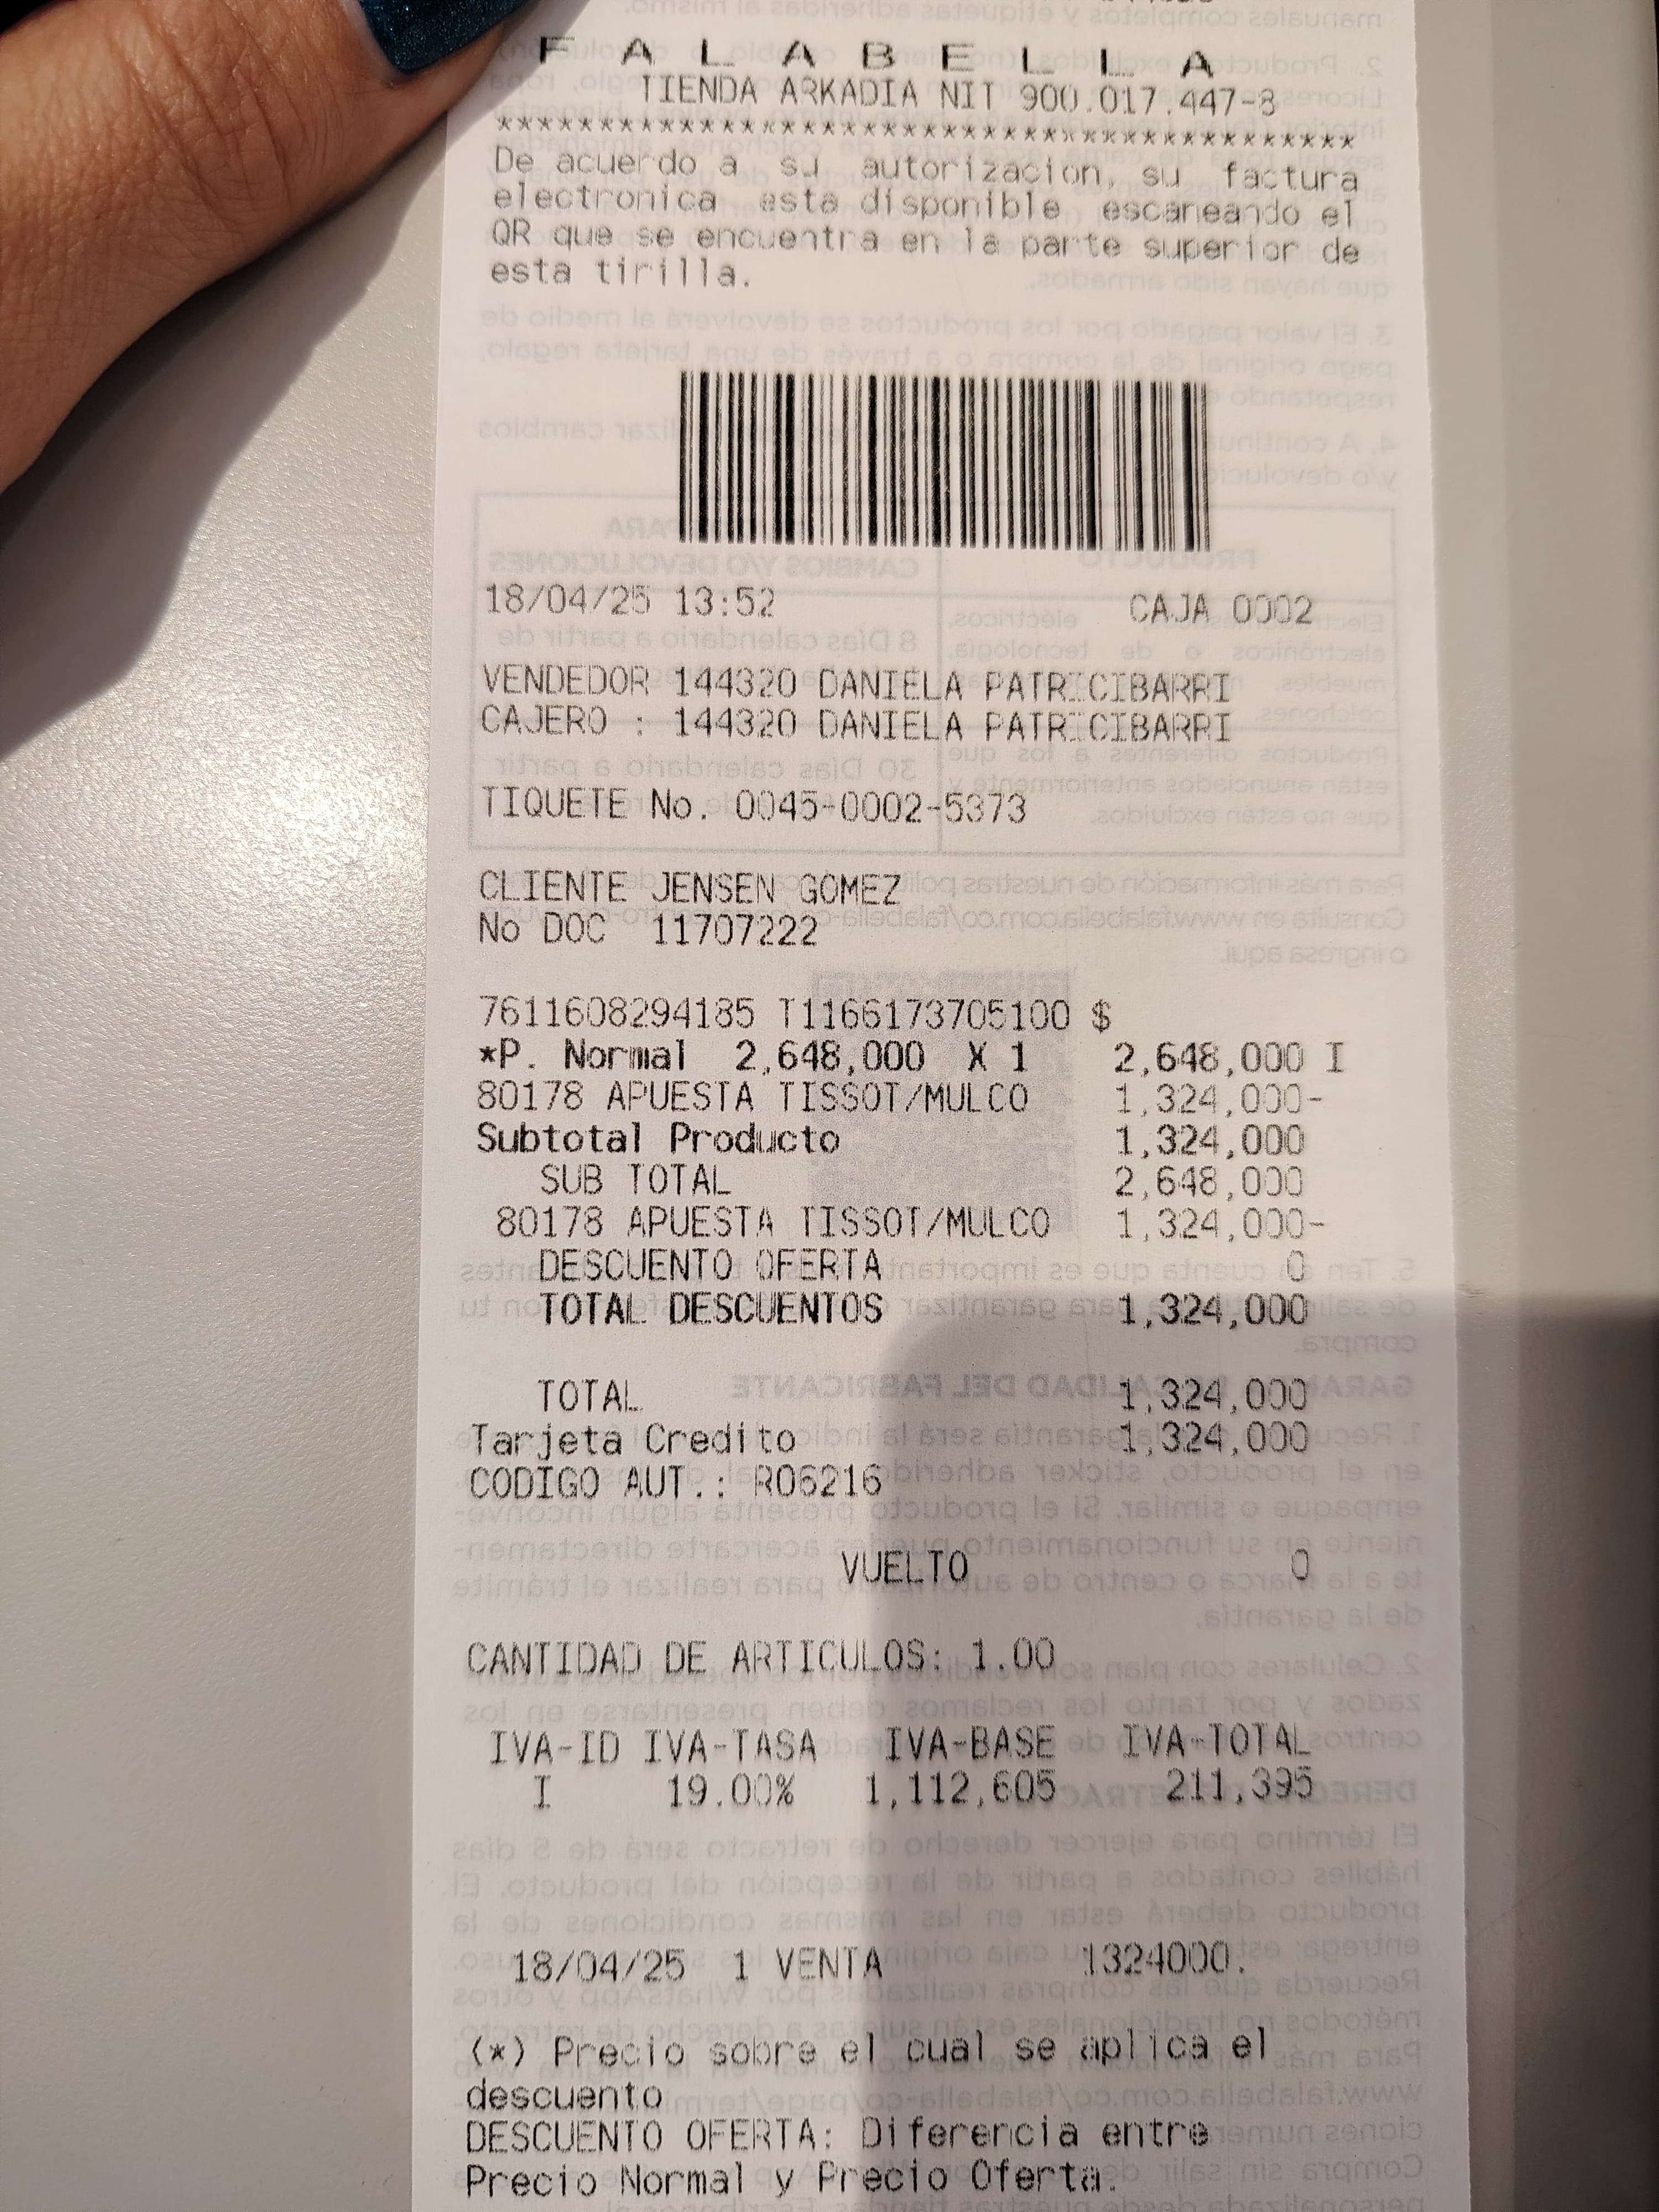 F A L A B E L L A
TIENDA ARKADIA NIT 900.017.447-8
*****************************************
De acuerdo a su autorizacion, su factura
electronica esta disponible escaneando el
QR que se encuentra en la parte superior de
esta tirilla.
18/04/25 13:52 CAJA 0002
VENDEDOR 144320 DANIELA PATRICIBARRI
CAJERO : 144320 DANIELA PATRICIBARRI
TIQUETE No. 0045-0002-5373
CLIENTE JENSEN GOMEZ
No DOC 11707222
7611608294185 T1166173705100 $
*P. Normal 2,648,000 X 1 2,648,000 I
80178 APUESTA TISSOT/MULCO 1,324,000-
Subtotal Producto 1,324,000
SUB TOTAL 2,648,000
80178 APUESTA TISSOT/MULCO 1,324,000-
DESCUENTO OFERTA 0
TOTAL DESCUENTOS 1,324,000
TOTAL 1,324,000
Tarjeta Credito 1,324,000
CODIGO AUT.: R06216
VUELTO 0
CANTIDAD DE ARTICULOS: 1.00
IVA-ID IVA-TASA IVA-BASE IVA-TOTAL
I 19.00% 1,112,605 211,395
18/04/25 1 VENTA 1324000.
(*) Precio sobre el cual se aplica el
descuento
DESCUENTO OFERTA: Diferencia entre
Precio Normal y Precio Oferta.